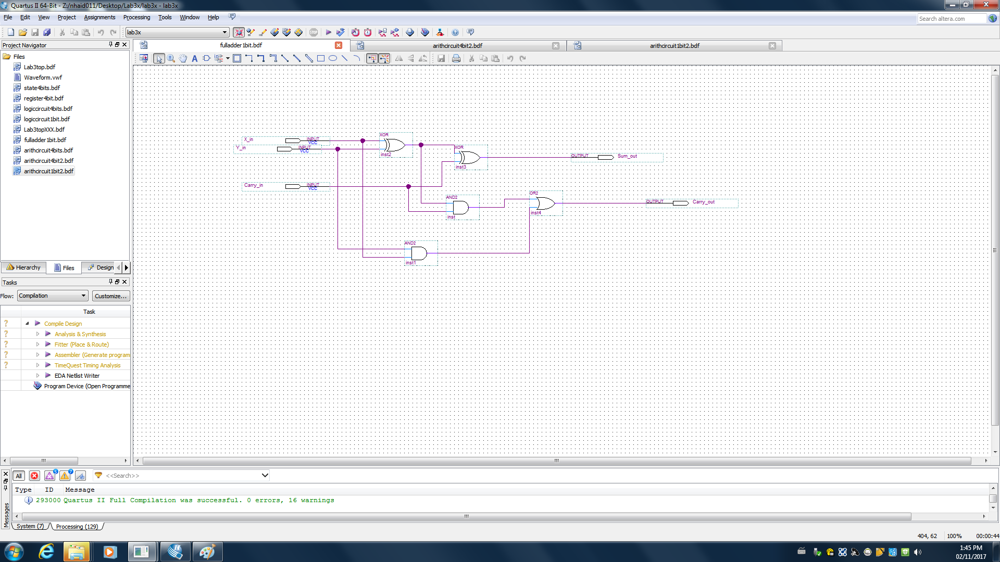 Quartus II 64-Bit - Z:/nhaid011/Desktop/Lab3x/lab3x - lab3x
File Edit View Project Assignments Processing Tools Window Help
Search altera.com
lab3x
Project Navigator
fulladder1bit.bdf
arithcircuit4bit2.bdf
arithcircuit1bit2.bdf
Files
Lab3top.bdf
Waveform.vwf
state4bits.bdf
register4bit.bdf
logiccircuit4bits.bdf
logiccircuit1bit.bdf
Lab3topXXX.bdf
fulladder1bit.bdf
arithcircuit4bits.bdf
arithcircuit4bit2.bdf
arithcircuit1bit2.bdf
Hierarchy Files Design
Tasks
Flow: Compilation Customize...
Task
Compile Design
Analysis & Synthesis
Fitter (Place & Route)
Assembler (Generate program
TimeQuest Timing Analysis
EDA Netlist Writer
Program Device (Open Programme
X_in INPUT VCC
Y_in INPUT VCC
Carry_in INPUT VCC
XOR
inst2
XOR
inst3
OUTPUT Sum_out
AND2
inst
OR2
inst4
OUTPUT Carry_out
AND2
inst1
All
5
7
<<Search>>
Type ID Message
293000 Quartus II Full Compilation was successful. 0 errors, 16 warnings
Messages
System (7) Processing (129)
404, 62 100% 00:00:44
1:45 PM
02/11/2017